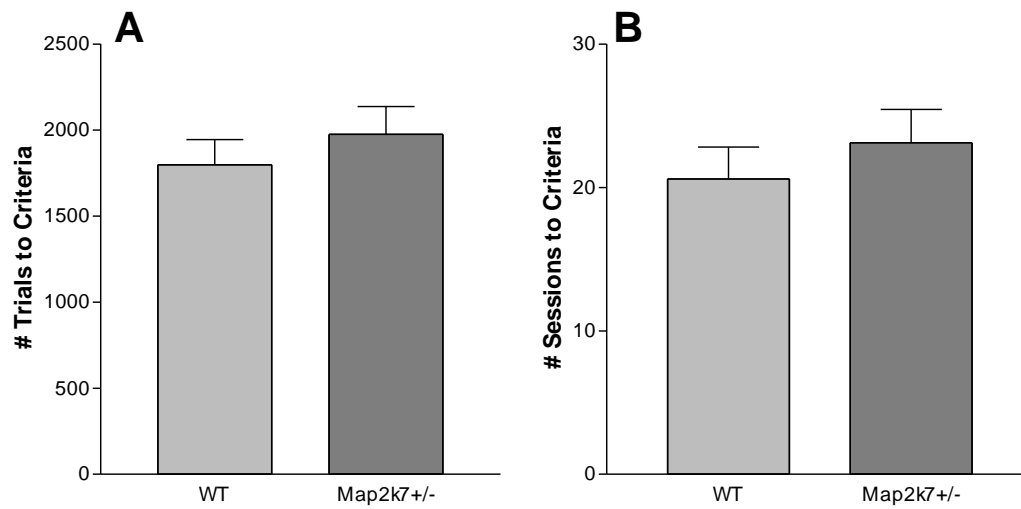 A
# Trials to Criteria
2500
2000
1500
1000
500
0
WT
Map2k7+/-
B
# Sessions to Criteria
30
20
10
0
WT
Map2k7+/-